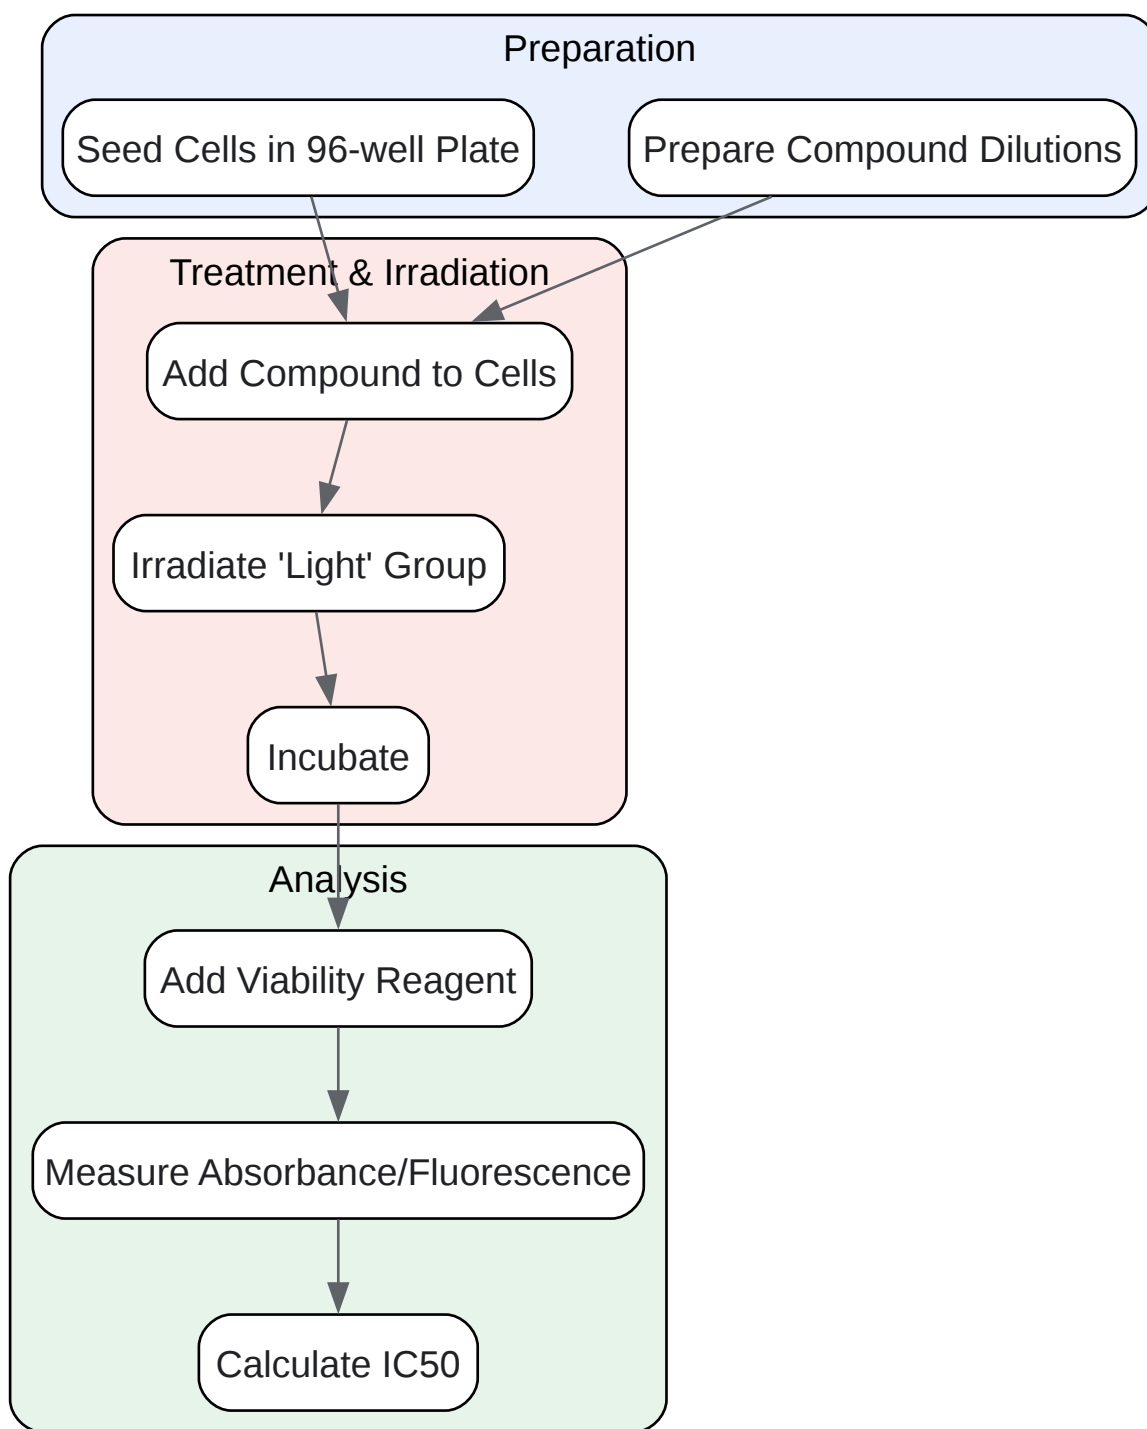 Preparation
Seed Cells in 96-well Plate
Prepare Compound Dilutions
Treatment & Irradiation
Add Compound to Cells
Irradiate 'Light' Group
Incubate
Analysis
Add Viability Reagent
Measure Absorbance/Fluorescence
Calculate IC50